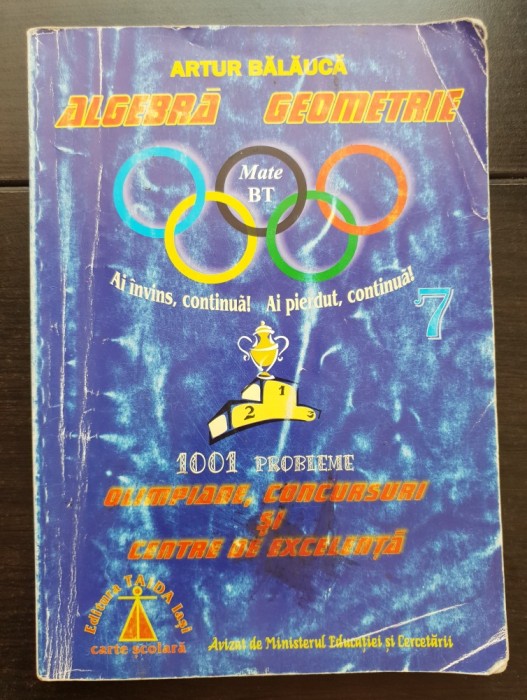 ARTUR BĂLĂUCĂ
ALGEBRĂ GEOMETRIE
Mate
BT
Ai învins, continuă! Ai pierdut, continuă!
7
1
2
3
1001 PROBLEME
OLIMPIADE, CONCURSURI
ŞI
CENTRE DE EXCELENŢĂ
Editura TAIDA Iaşi
carte şcolară
Avizat de Ministerul Educaţiei si Cercetării